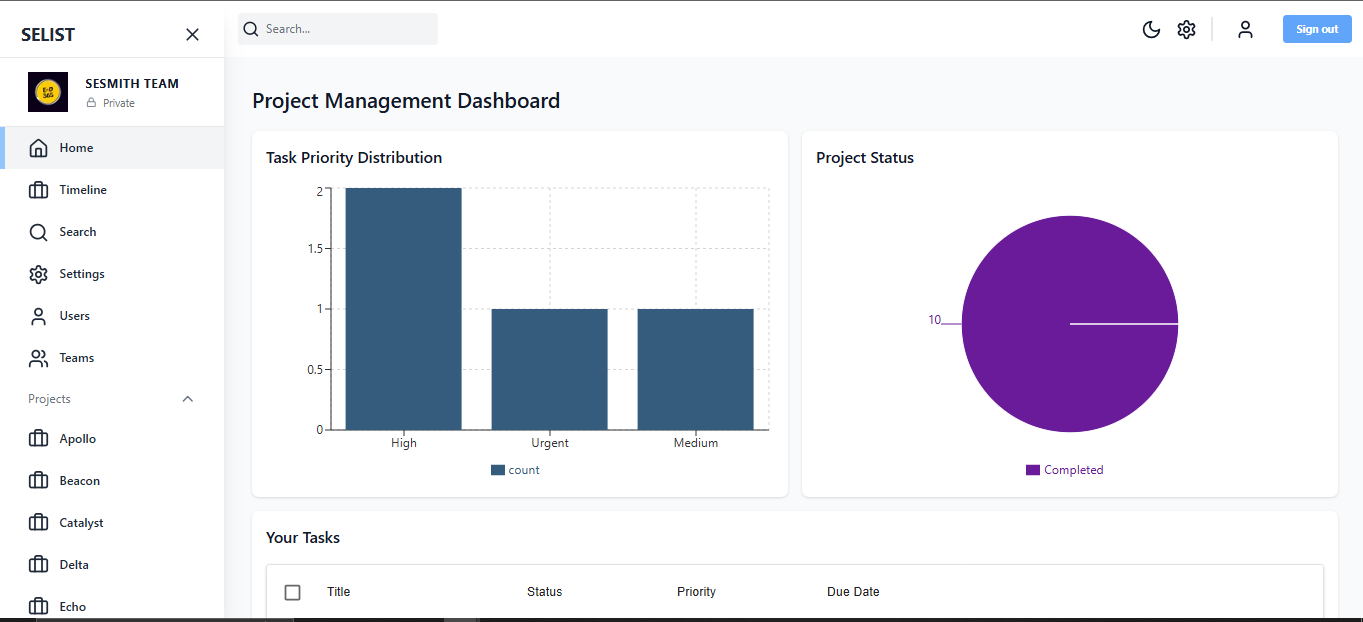 SELIST
Search...
Sign out
E-D
365
SESMITH TEAM
Private
Home
Timeline
Search
Settings
Users
Teams
Projects
Apollo
Beacon
Catalyst
Delta
Echo
Project Management Dashboard
Task Priority Distribution
2
1.5
1
0.5
0
High Urgent Medium
count
Project Status
10
Completed
Your Tasks
Title Status Priority Due Date